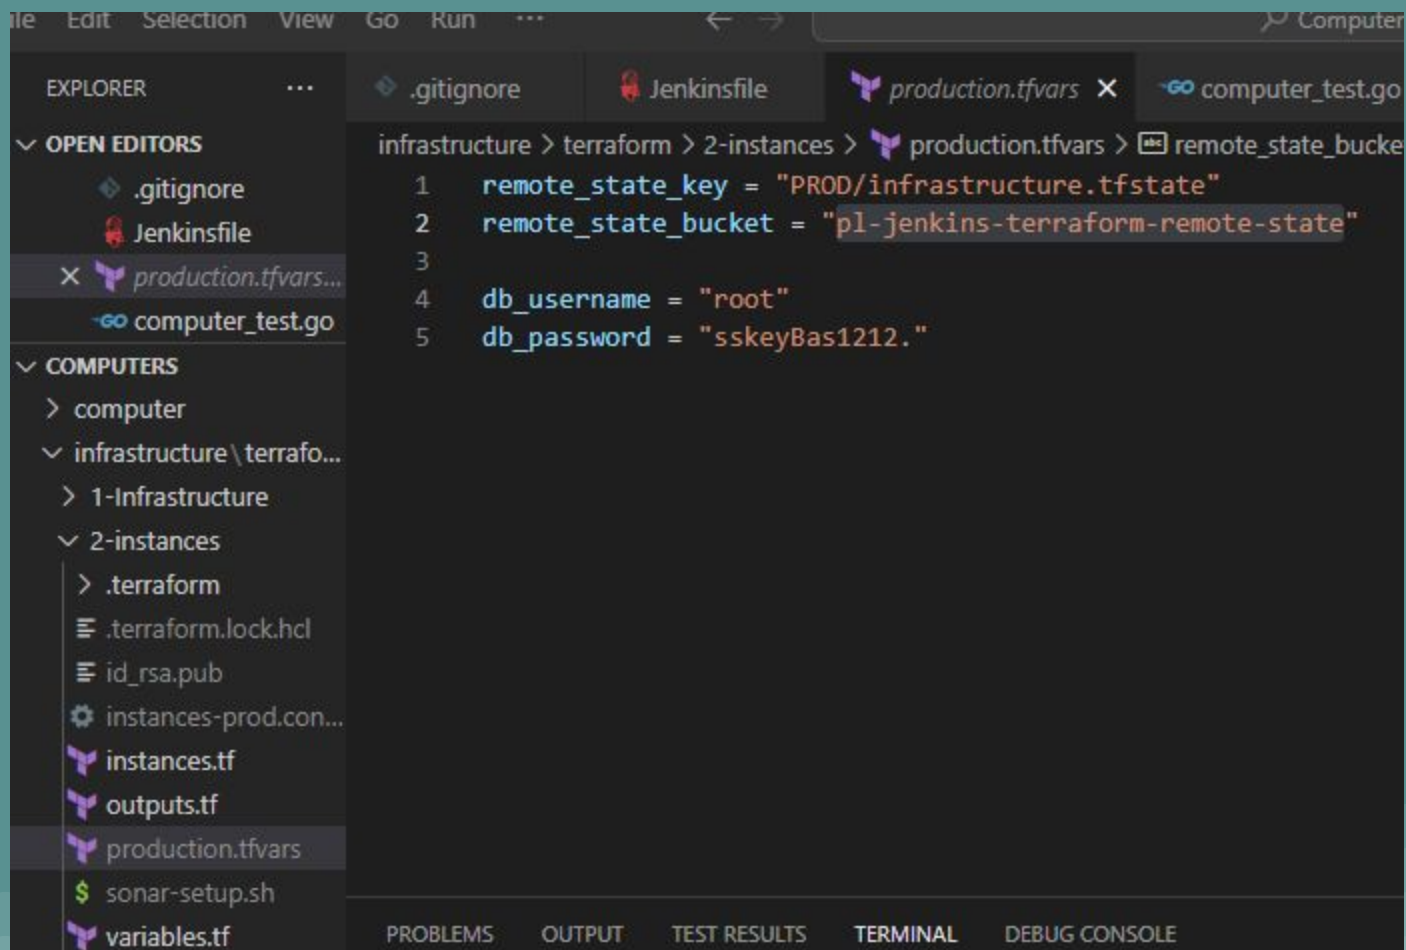 Edit Selection View Go Run ... Computer
EXPLORER ...
.gitignore Jenkinsfile production.tfvars computer_test.go
OPEN EDITORS
.gitignore
Jenkinsfile
production.tfvars...
computer_test.go
COMPUTERS
computer
infrastructure\terrafo...
1-Infrastructure
2-instances
.terraform
.terraform.lock.hcl
id_rsa.pub
instances-prod.con...
instances.tf
outputs.tf
production.tfvars
sonar-setup.sh
variables.tf
infrastructure > terraform > 2-instances > production.tfvars > remote_state_bucke
1 remote_state_key = "PROD/infrastructure.tfstate"
2 remote_state_bucket = "pl-jenkins-terraform-remote-state"
3
4 db_username = "root"
5 db_password = "sskeyBas1212."
PROBLEMS OUTPUT TEST RESULTS TERMINAL DEBUG CONSOLE